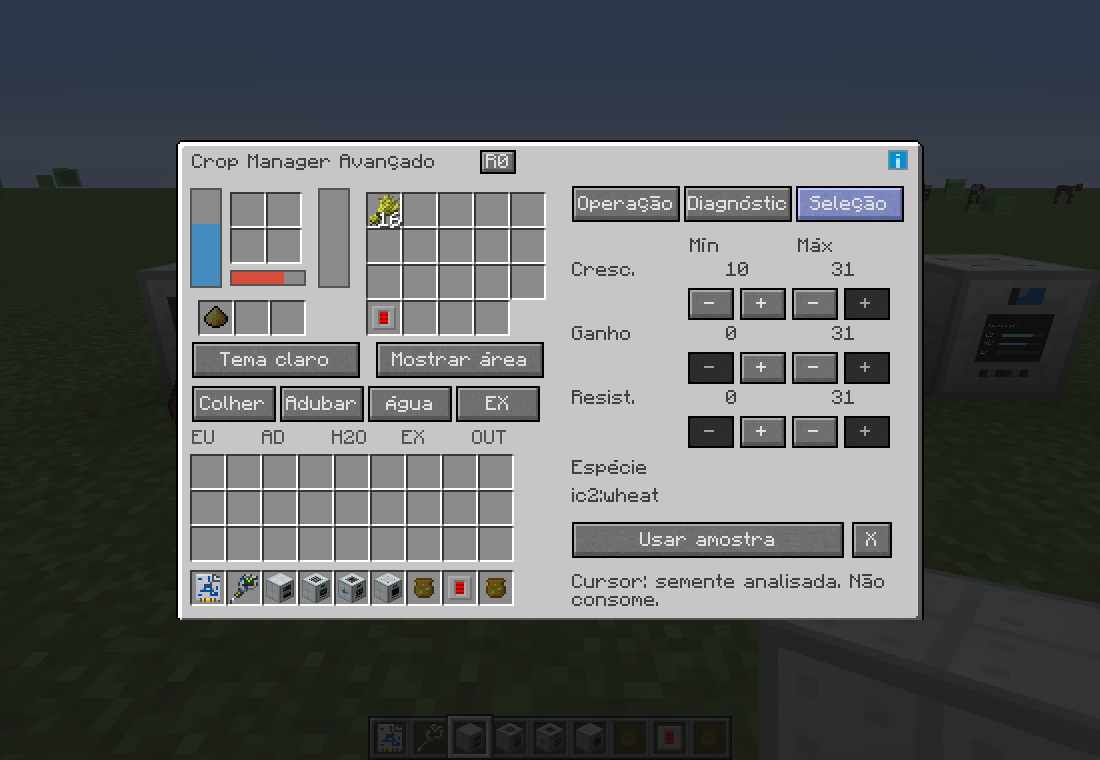 Crop Manager Avançado
R0
i
16
Operação Diagnóstic Seleção
Mín Máx
Cresc. 10 31
- + - +
Ganho 0 31
- + - +
Resist. 0 31
- + - +
Tema claro Mostrar área
Colher Adubar Água EX
EU AD H2O EX OUT
Espécie
ic2:wheat
Usar amostra X
Cursor: semente analisada. Não
consome.